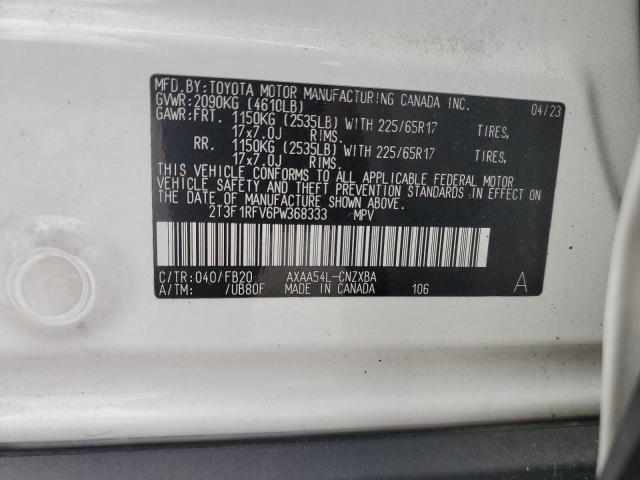 MFD. BY: TOYOTA MOTOR MANUFACTURING CANADA INC. 04/23
GVWR: 2090KG (4610LB)
GAWR: FRT. 1150KG (2535LB) WITH 225/65R17 TIRES,
17x7.0J RIMS.
RR. 1150KG (2535LB) WITH 225/65R17 TIRES,
17x7.0J RIMS.
THIS VEHICLE CONFORMS TO ALL APPLICABLE FEDERAL MOTOR
VEHICLE SAFETY AND THEFT PREVENTION STANDARDS IN EFFECT ON
THE DATE OF MANUFACTURE SHOWN ABOVE.
2T3F1RFV6PW368333 MPV
C/TR: 040/FB20 AXAA54L-CNZXBA A
A/TM: /UB80F MADE IN CANADA 106